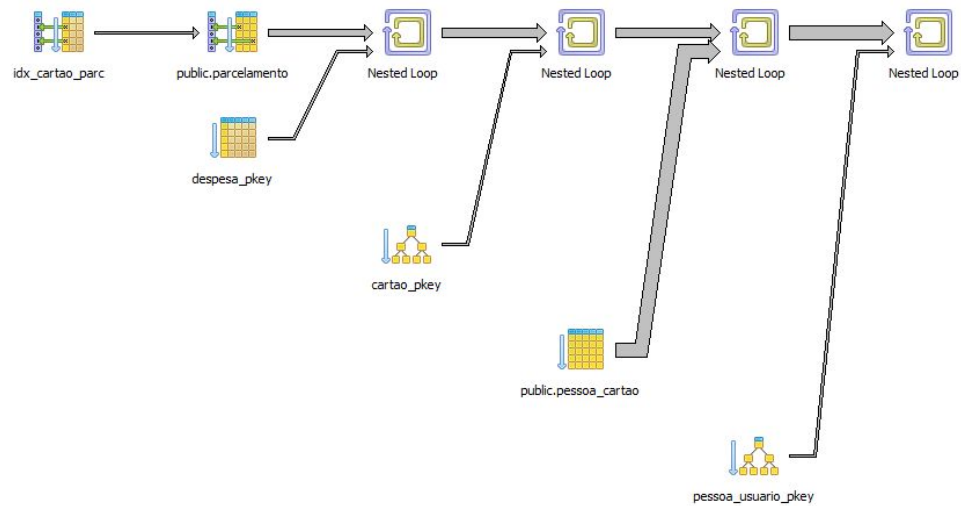 idx_cartao_parc
public.parcelamento
Nested Loop
Nested Loop
Nested Loop
Nested Loop
despesa_pkey
cartao_pkey
public.pessoa_cartao
pessoa_usuario_pkey